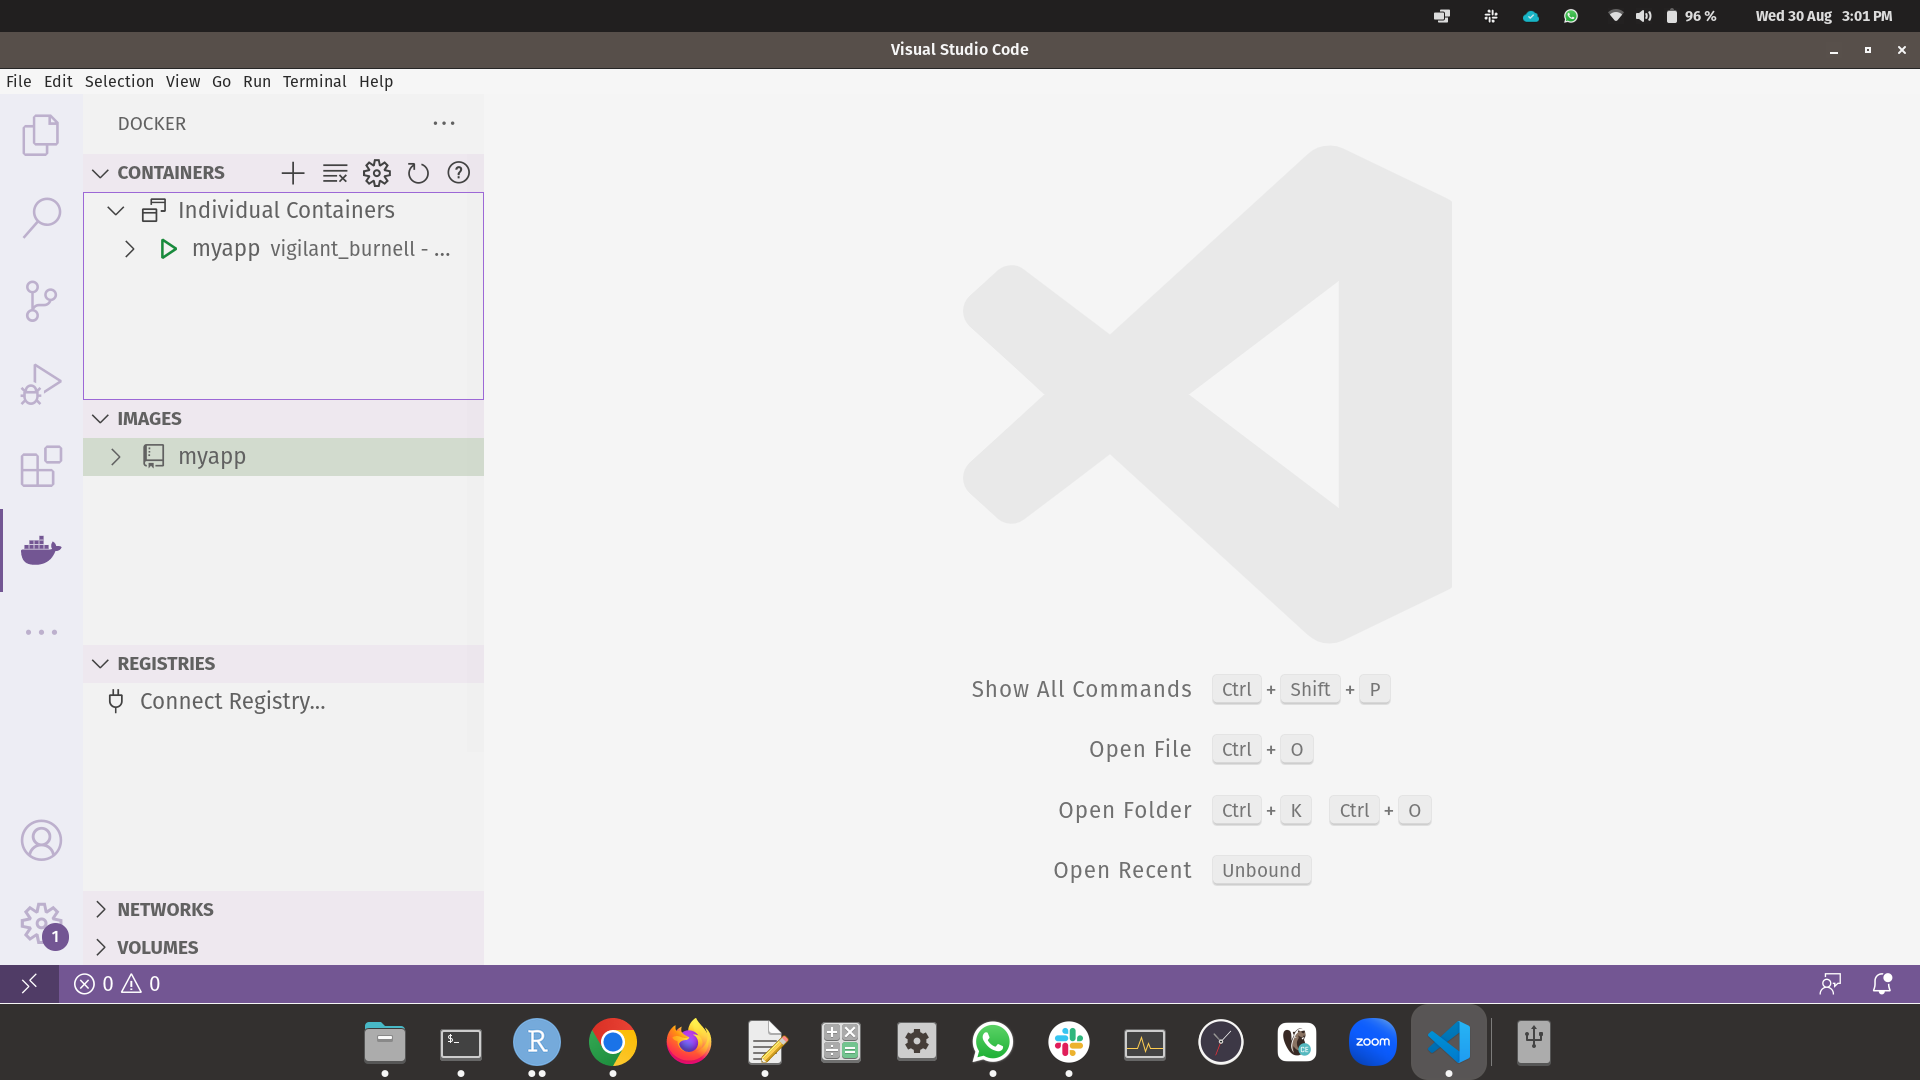 96 %
Wed 30 Aug 3:01 PM
Visual Studio Code
File Edit Selection View Go Run Terminal Help
DOCKER
CONTAINERS
Individual Containers
myapp vigilant_burnell - ...
IMAGES
myapp
REGISTRIES
Connect Registry...
NETWORKS
VOLUMES
Show All Commands Ctrl + Shift + P
Open File Ctrl + O
Open Folder Ctrl + K Ctrl + O
Open Recent Unbound
1
0 0
$_
R
zoom
CE